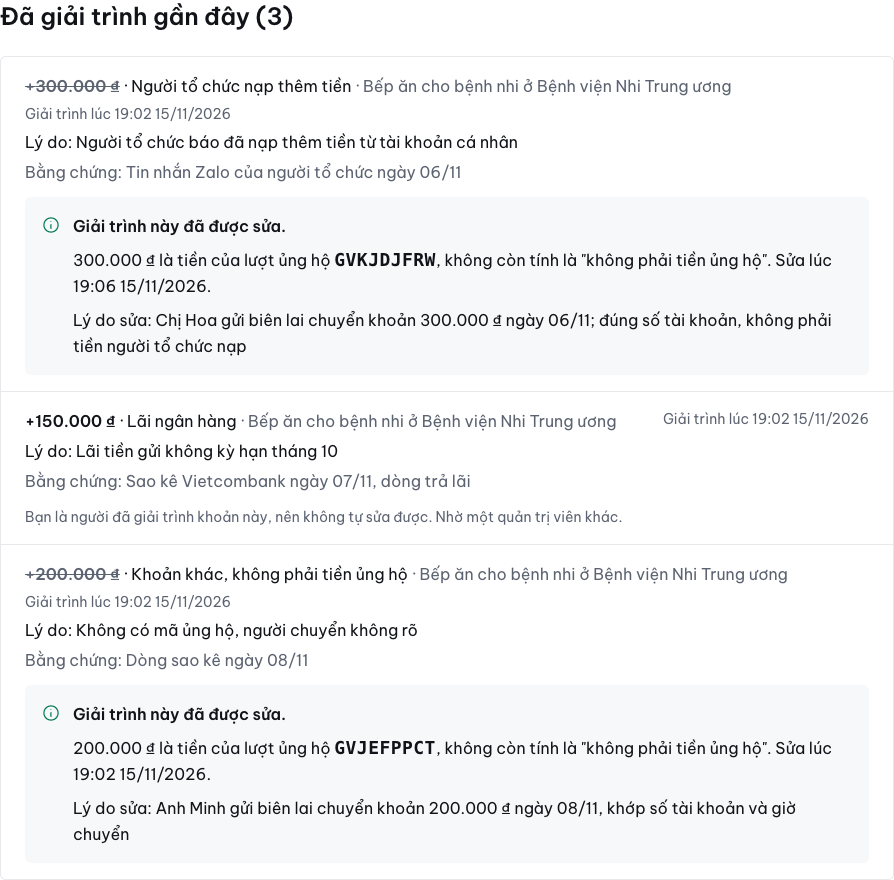 Đã giải trình gần đây (3)
+300.000 ₫ · Người tổ chức nạp thêm tiền · Bếp ăn cho bệnh nhi ở Bệnh viện Nhi Trung ương
Giải trình lúc 19:02 15/11/2026
Lý do: Người tổ chức báo đã nạp thêm tiền từ tài khoản cá nhân
Bằng chứng: Tin nhắn Zalo của người tổ chức ngày 06/11
Giải trình này đã được sửa.
300.000 ₫ là tiền của lượt ủng hộ GVKJDJFRW, không còn tính là "không phải tiền ủng hộ". Sửa lúc
19:06 15/11/2026.
Lý do sửa: Chị Hoa gửi biên lai chuyển khoản 300.000 ₫ ngày 06/11; đúng số tài khoản, không phải
tiền người tổ chức nạp
+150.000 ₫ · Lãi ngân hàng · Bếp ăn cho bệnh nhi ở Bệnh viện Nhi Trung ương Giải trình lúc 19:02 15/11/2026
Lý do: Lãi tiền gửi không kỳ hạn tháng 10
Bằng chứng: Sao kê Vietcombank ngày 07/11, dòng trả lãi
Bạn là người đã giải trình khoản này, nên không tự sửa được. Nhờ một quản trị viên khác.
+200.000 ₫ · Khoản khác, không phải tiền ủng hộ · Bếp ăn cho bệnh nhi ở Bệnh viện Nhi Trung ương
Giải trình lúc 19:02 15/11/2026
Lý do: Không có mã ủng hộ, người chuyển không rõ
Bằng chứng: Dòng sao kê ngày 08/11
Giải trình này đã được sửa.
200.000 ₫ là tiền của lượt ủng hộ GVJEFPPCT, không còn tính là "không phải tiền ủng hộ". Sửa lúc
19:02 15/11/2026.
Lý do sửa: Anh Minh gửi biên lai chuyển khoản 200.000 ₫ ngày 08/11, khớp số tài khoản và giờ
chuyển